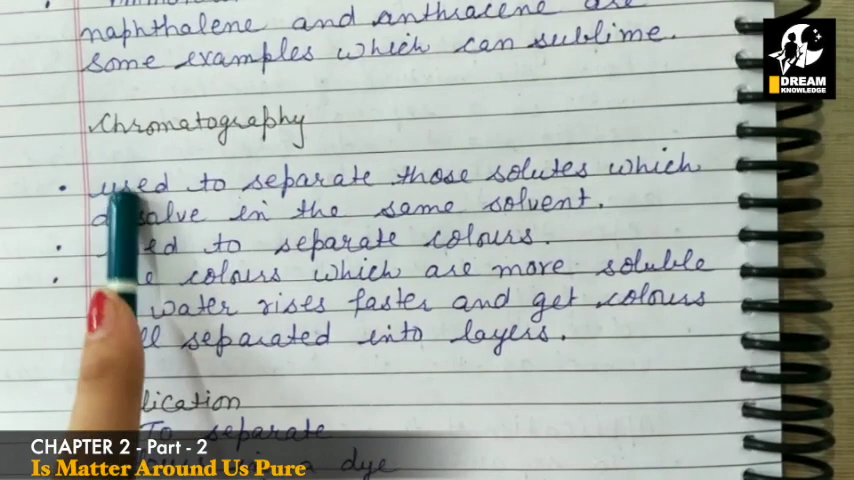 naphthalene and anthracene are
some examples which can sublime.
DREAM
KNOWLEDGE
Chromatography
• used to separate those solutes which
in the same solvent.
• to separate colours.
• colours which are more soluble
water rises faster and get colours
separated into layers.
To separate
a dye
CHAPTER 2 - Part - 2
Is Matter Around Us Pure